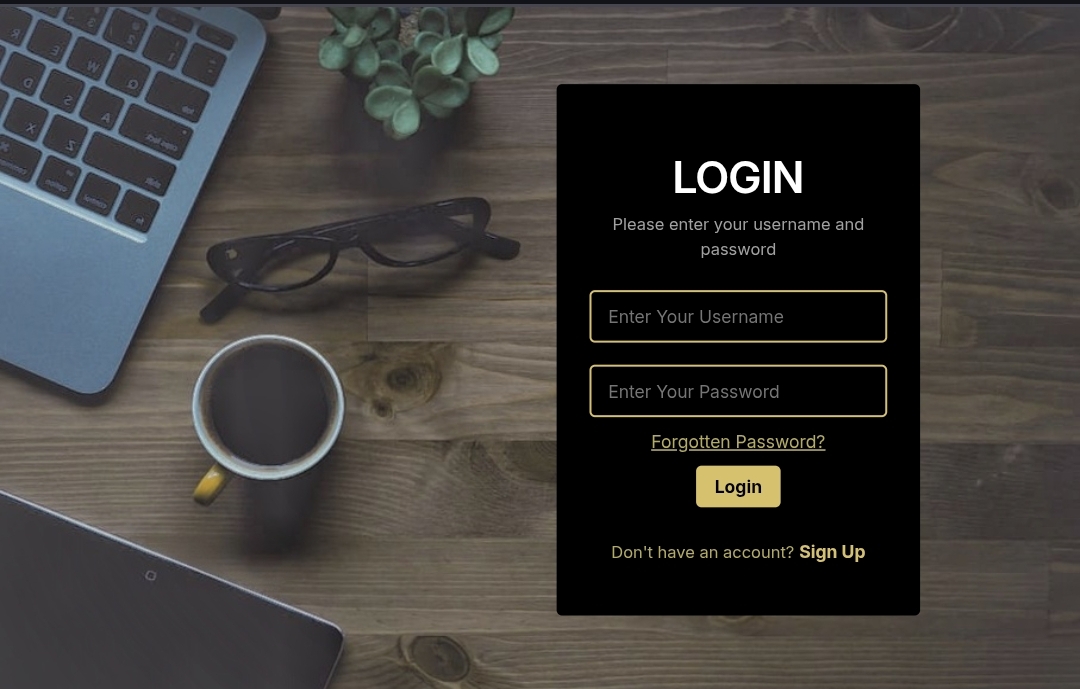 LOGIN
Please enter your username and
password
Enter Your Username
Enter Your Password
Forgotten Password?
Login
Don't have an account? Sign Up